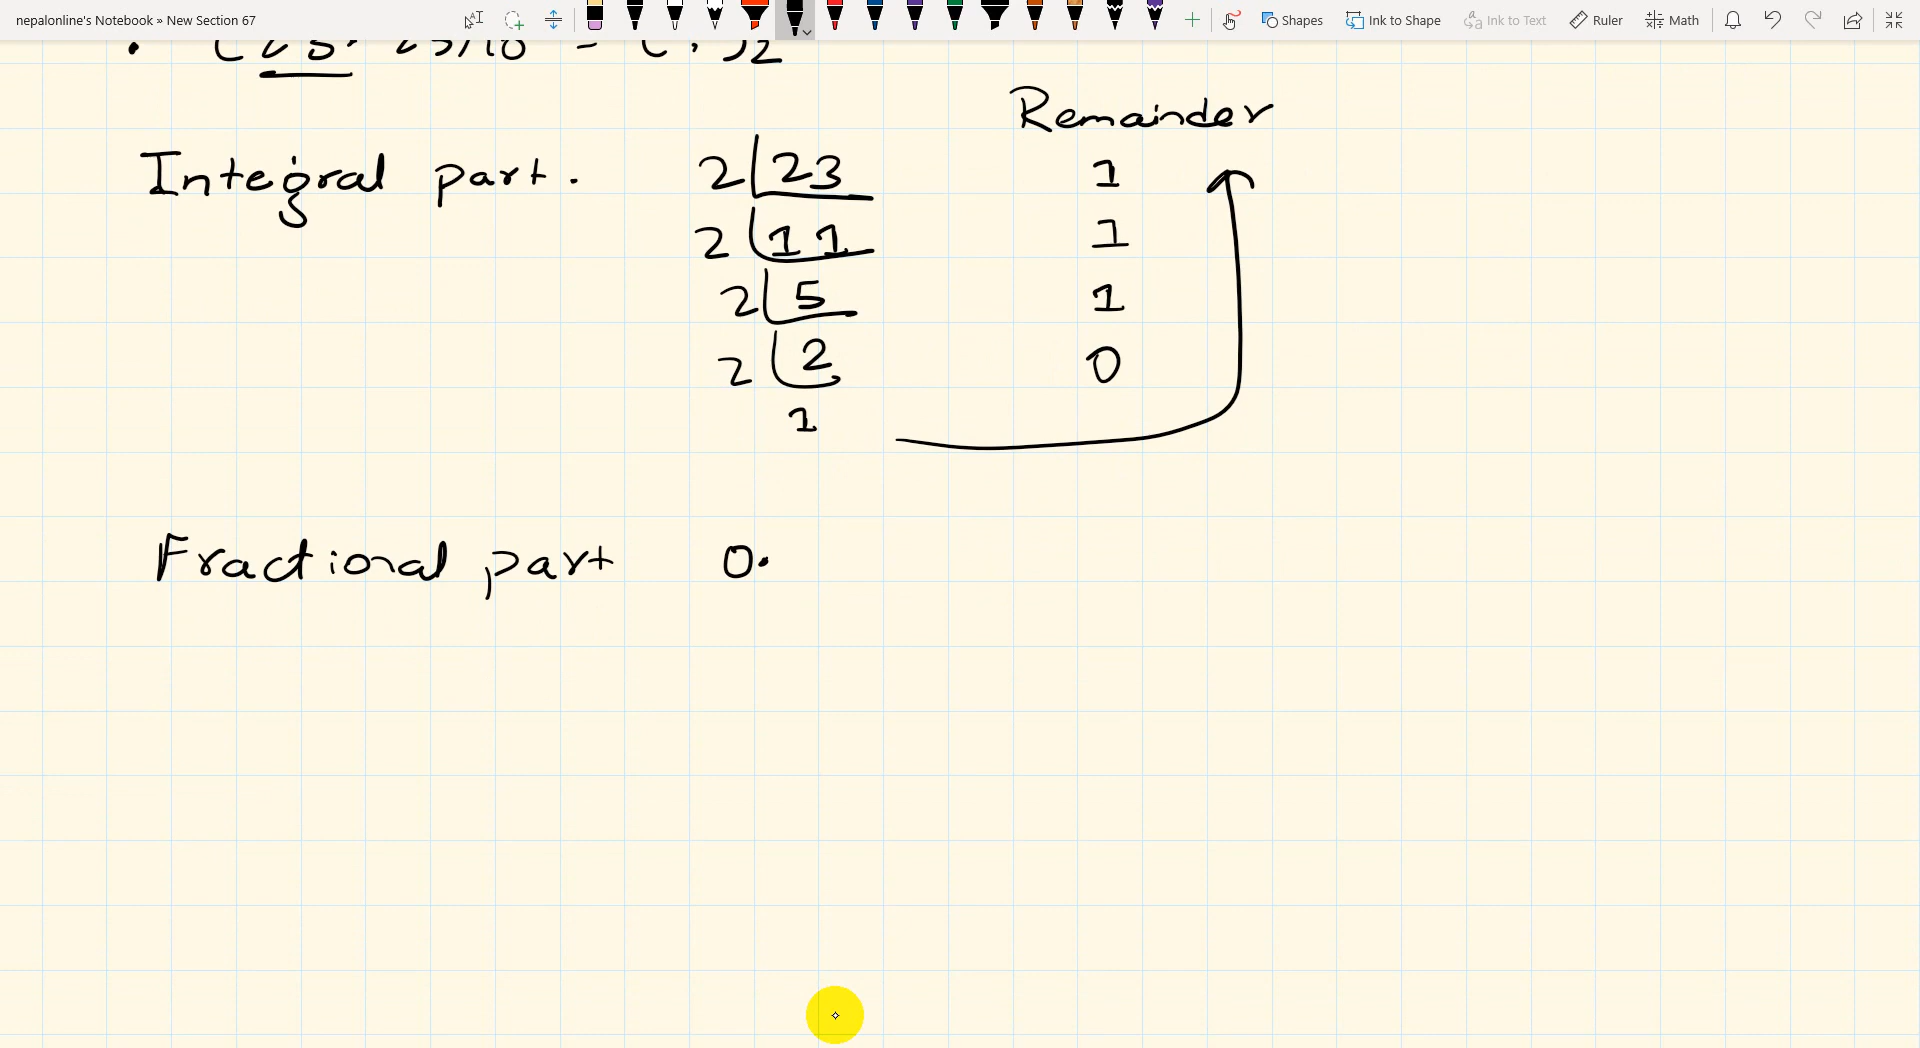 nepalonline's Notebook » New Section 67
Shapes Ink to Shape Ink to Text Ruler Math
Remainder
Integral part. 2 23 1
2 11 1
2 5 1
2 2 0
1
Fractional part 0.